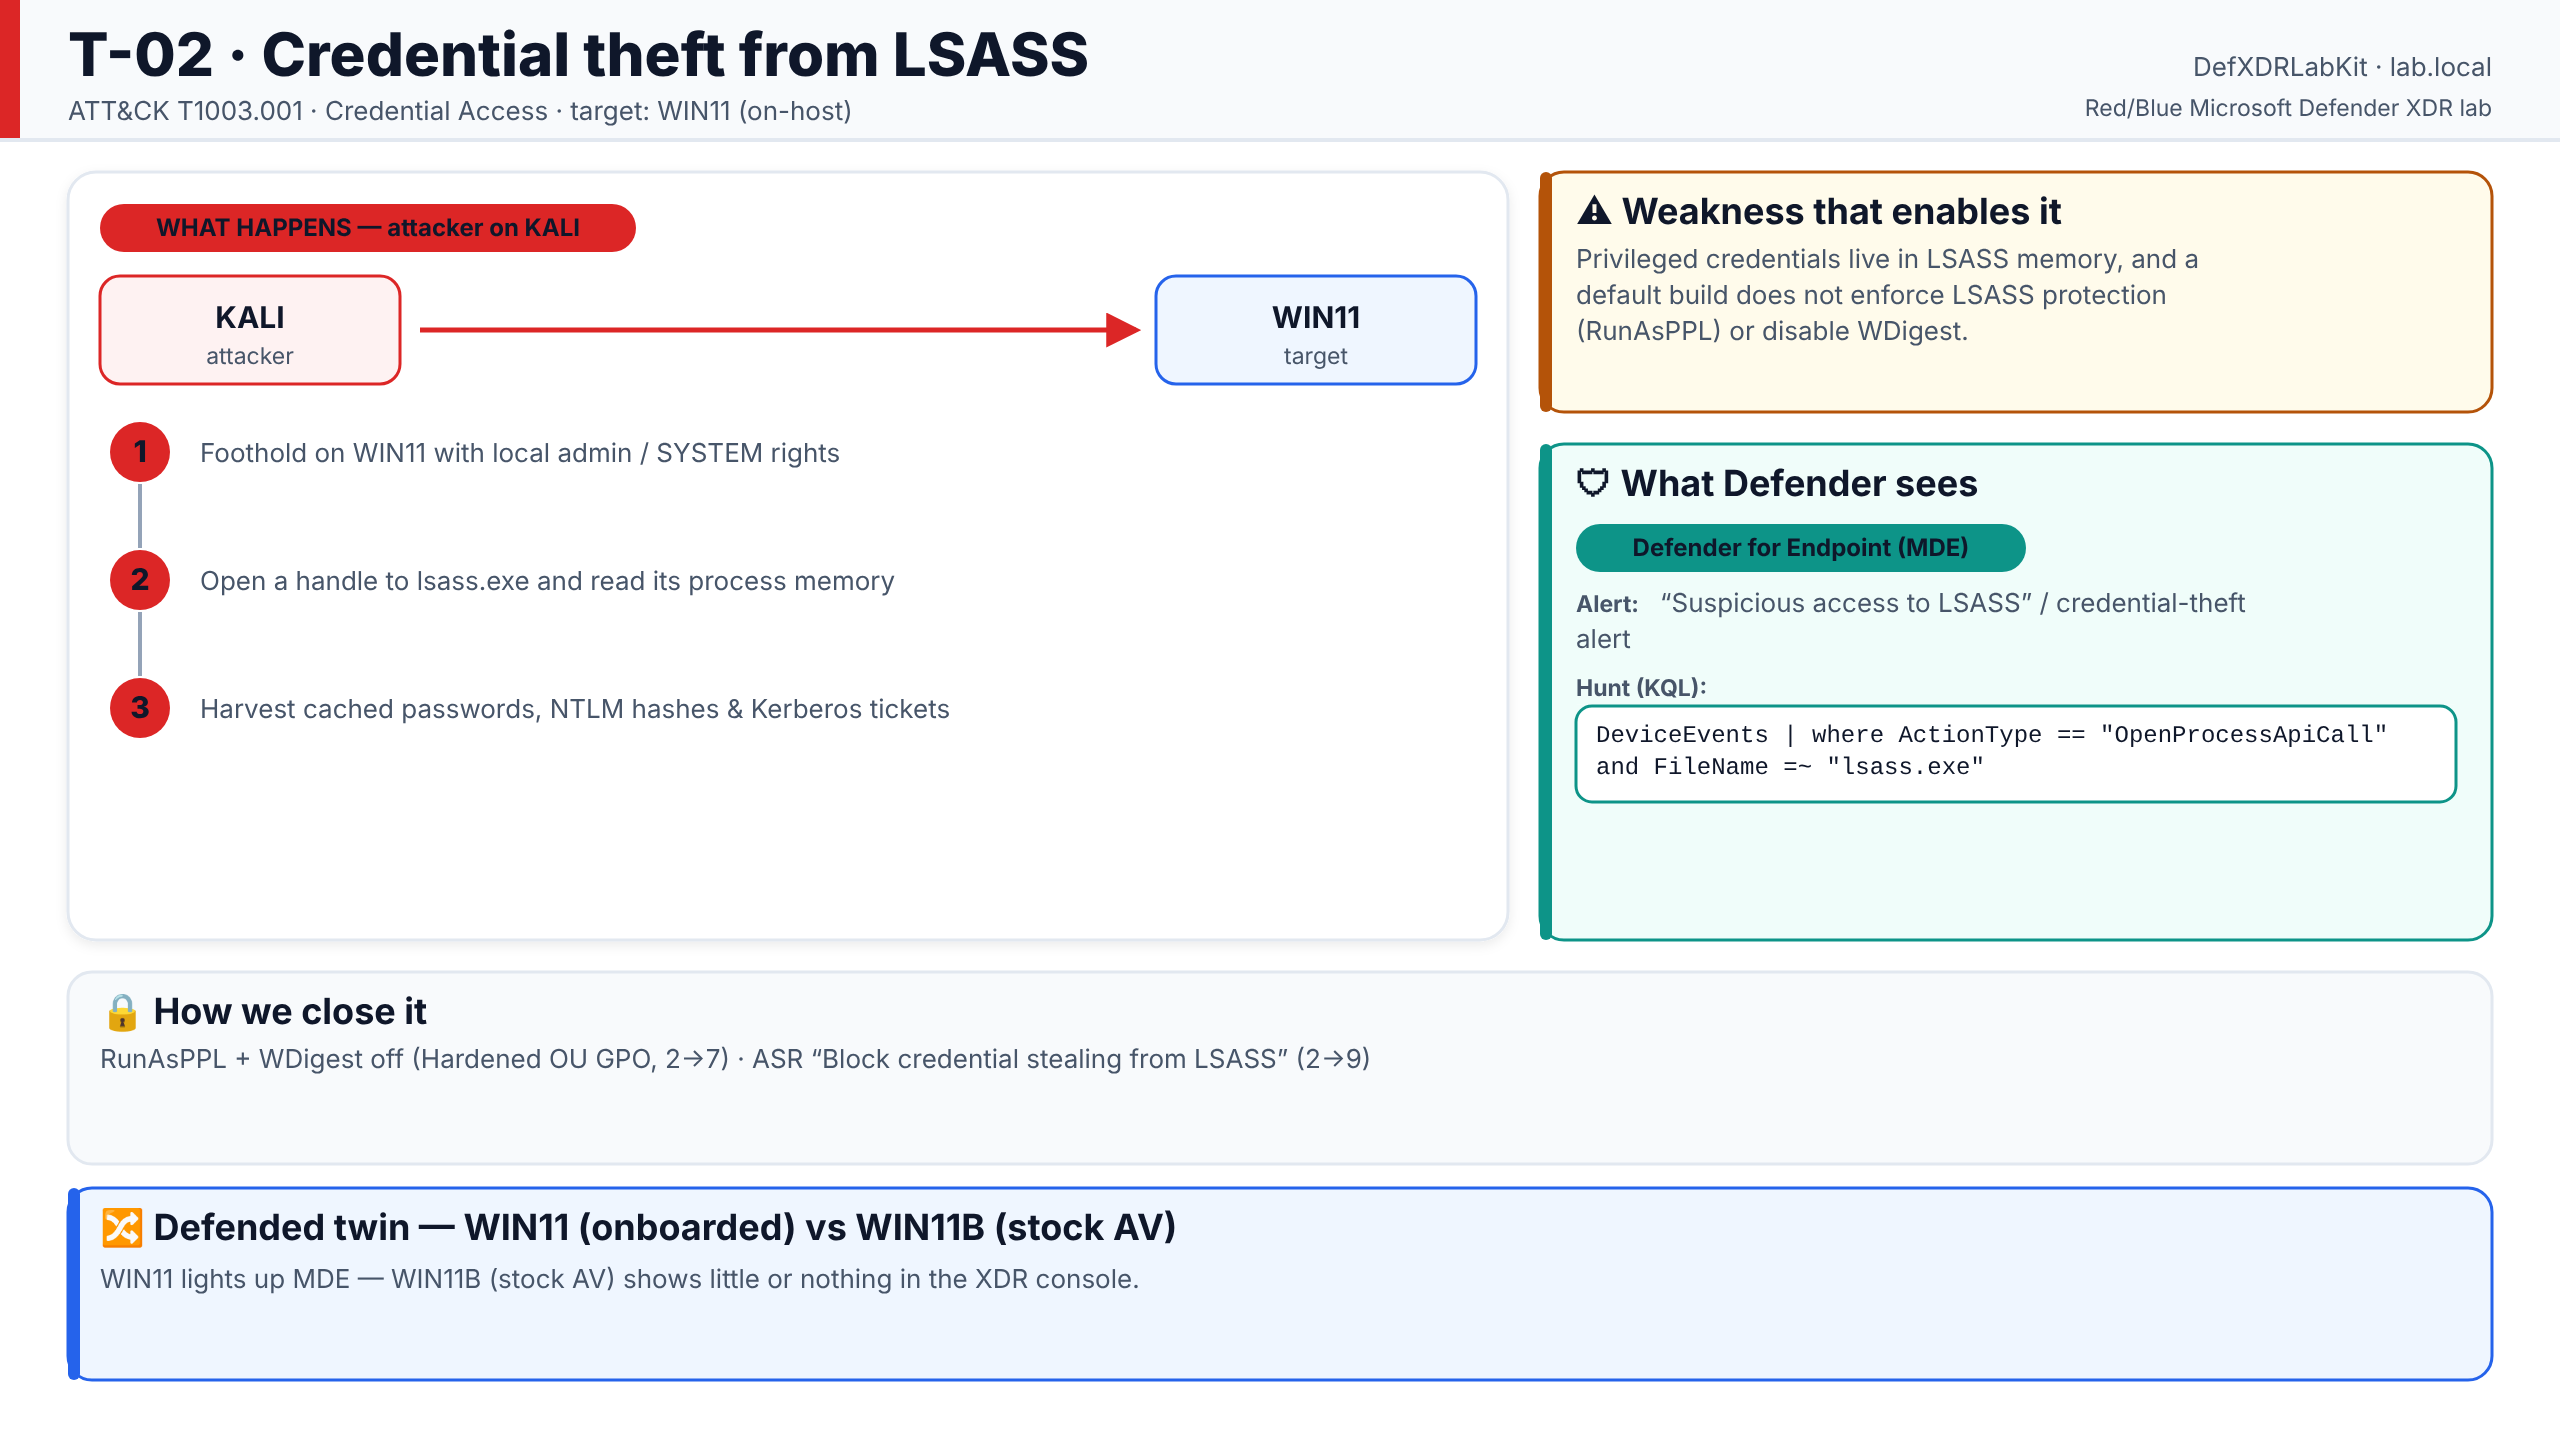 T-02 · Credential theft from LSASS
ATT&CK T1003.001 · Credential Access · target: WIN11 (on-host)
DefXDRLabKit · lab.local
Red/Blue Microsoft Defender XDR lab
WHAT HAPPENS — attacker on KALI
KALI
attacker
WIN11
target
1 Foothold on WIN11 with local admin / SYSTEM rights
2 Open a handle to lsass.exe and read its process memory
3 Harvest cached passwords, NTLM hashes & Kerberos tickets
⚠ Weakness that enables it
Privileged credentials live in LSASS memory, and a
default build does not enforce LSASS protection
(RunAsPPL) or disable WDigest.
🛡 What Defender sees
Defender for Endpoint (MDE)
Alert: “Suspicious access to LSASS” / credential-theft
alert
Hunt (KQL):
DeviceEvents | where ActionType == "OpenProcessApiCall"
and FileName =~ "lsass.exe"
🔒 How we close it
RunAsPPL + WDigest off (Hardened OU GPO, 2→7) · ASR “Block credential stealing from LSASS” (2→9)
🔀 Defended twin — WIN11 (onboarded) vs WIN11B (stock AV)
WIN11 lights up MDE — WIN11B (stock AV) shows little or nothing in the XDR console.